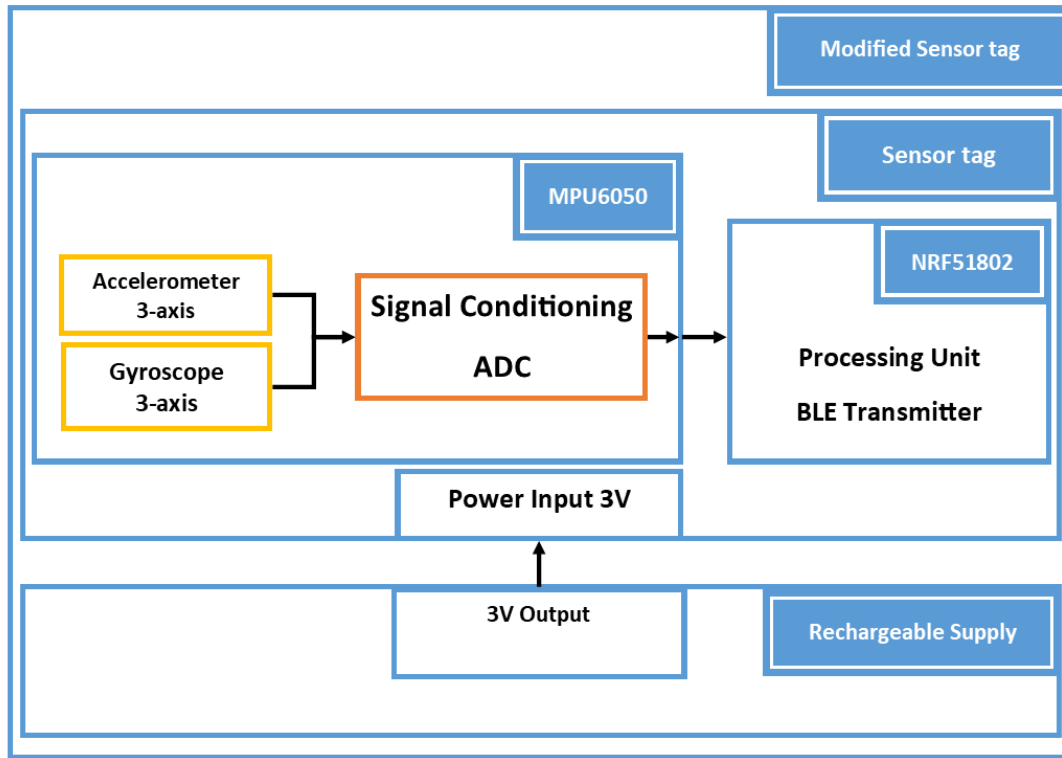 Modified Sensor tag
Sensor tag
MPU6050
NRF51802
Accelerometer
3-axis
Gyroscope
3-axis
Signal Conditioning
ADC
Processing Unit
BLE Transmitter
Power Input 3V
3V Output
Rechargeable Supply